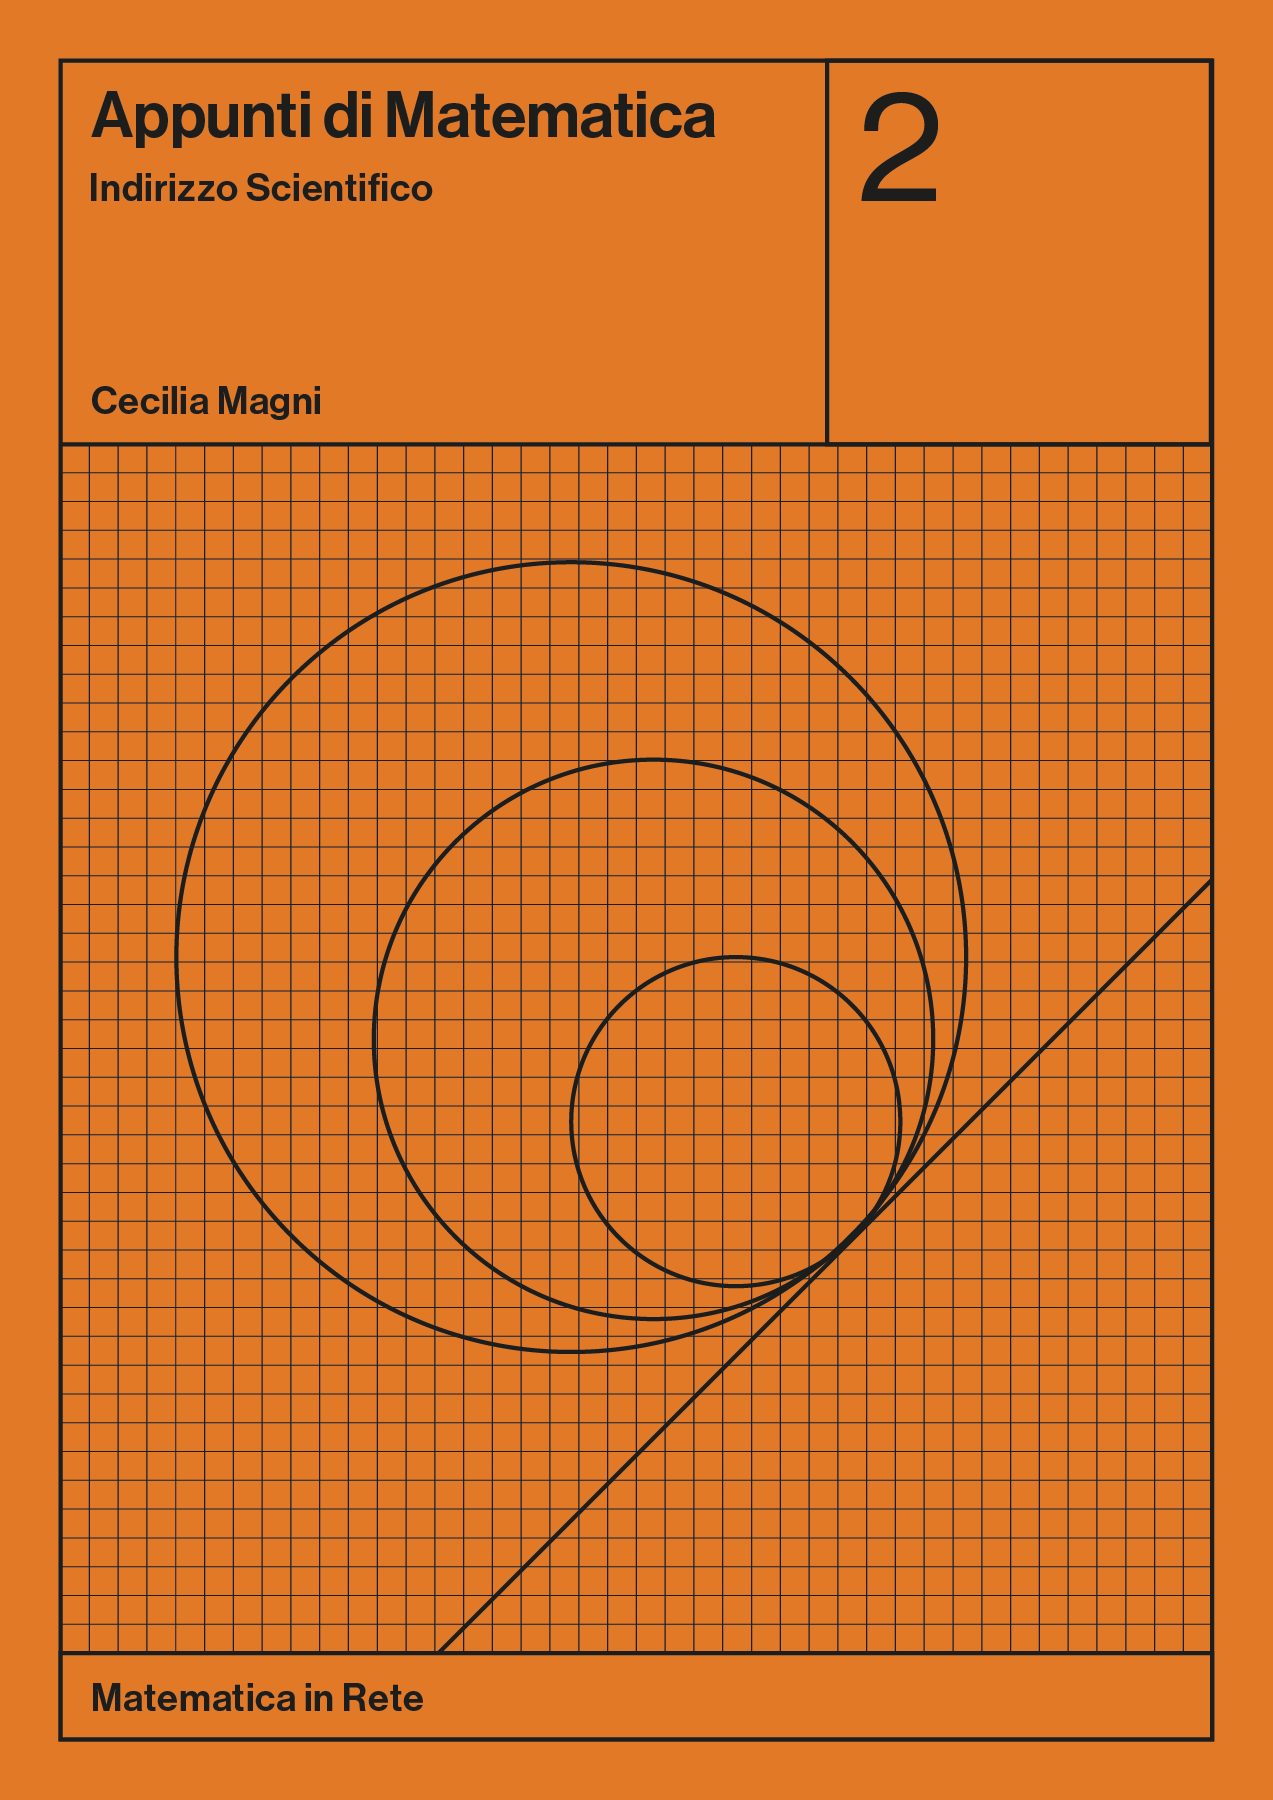 Appunti di Matematica
2
Indirizzo Scientifico
Cecilia Magni
Matematica in Rete